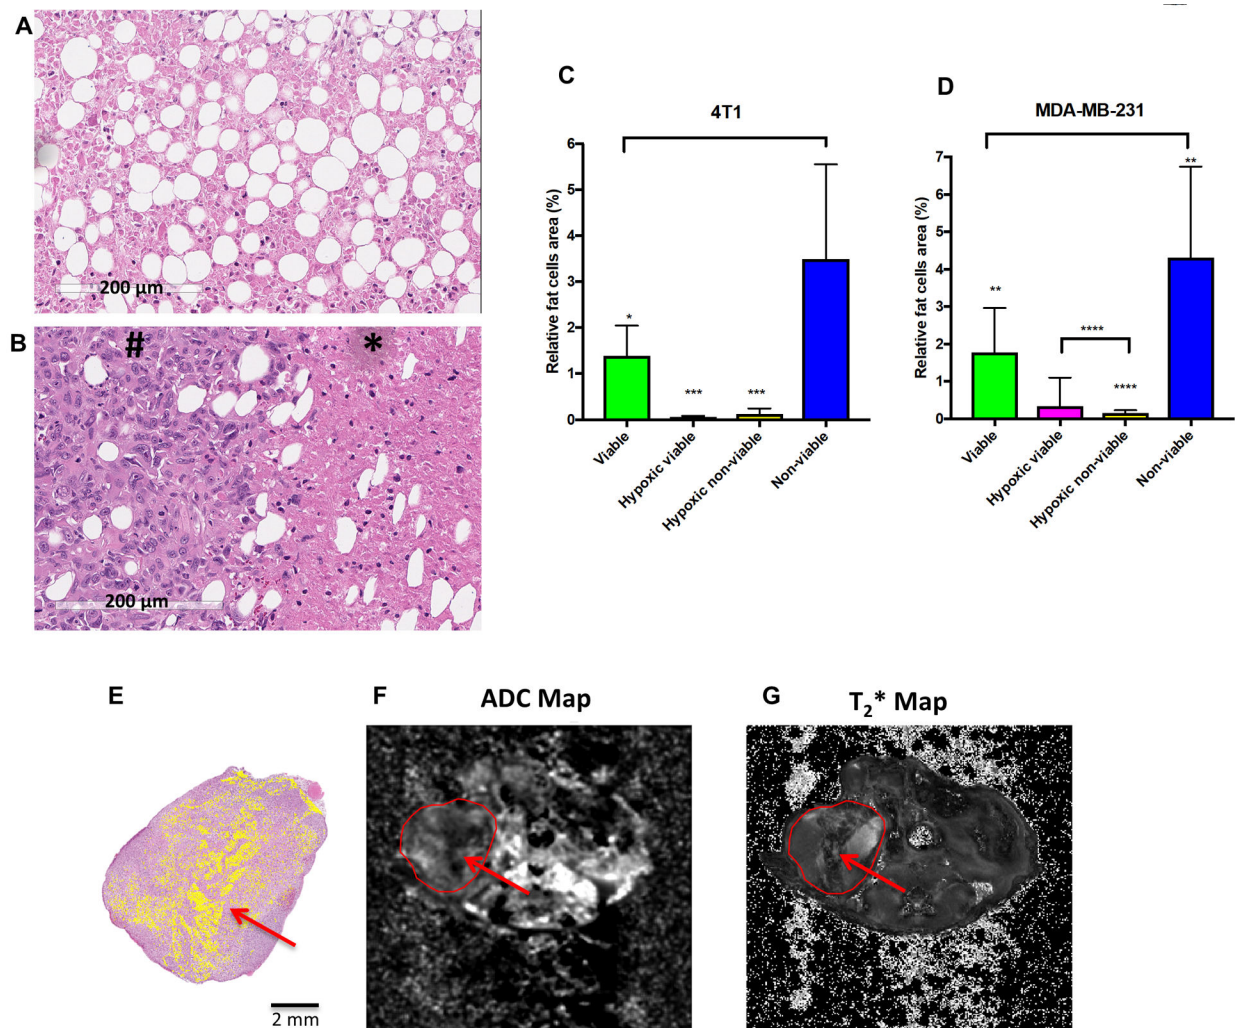 A
200 μm
B
#
*
200 μm
C
4T1
Relative fat cells area (%)
6
5
4
3
2
1
0
*
***
***
Viable
Hypoxic viable
Hypoxic non-viable
Non-viable
D
MDA-MB-231
Relative fat cells area (%)
7
6
5
4
3
2
1
0
**
****
****
**
Viable
Hypoxic viable
Hypoxic non-viable
Non-viable
E
2 mm
F
ADC Map
G
T₂* Map